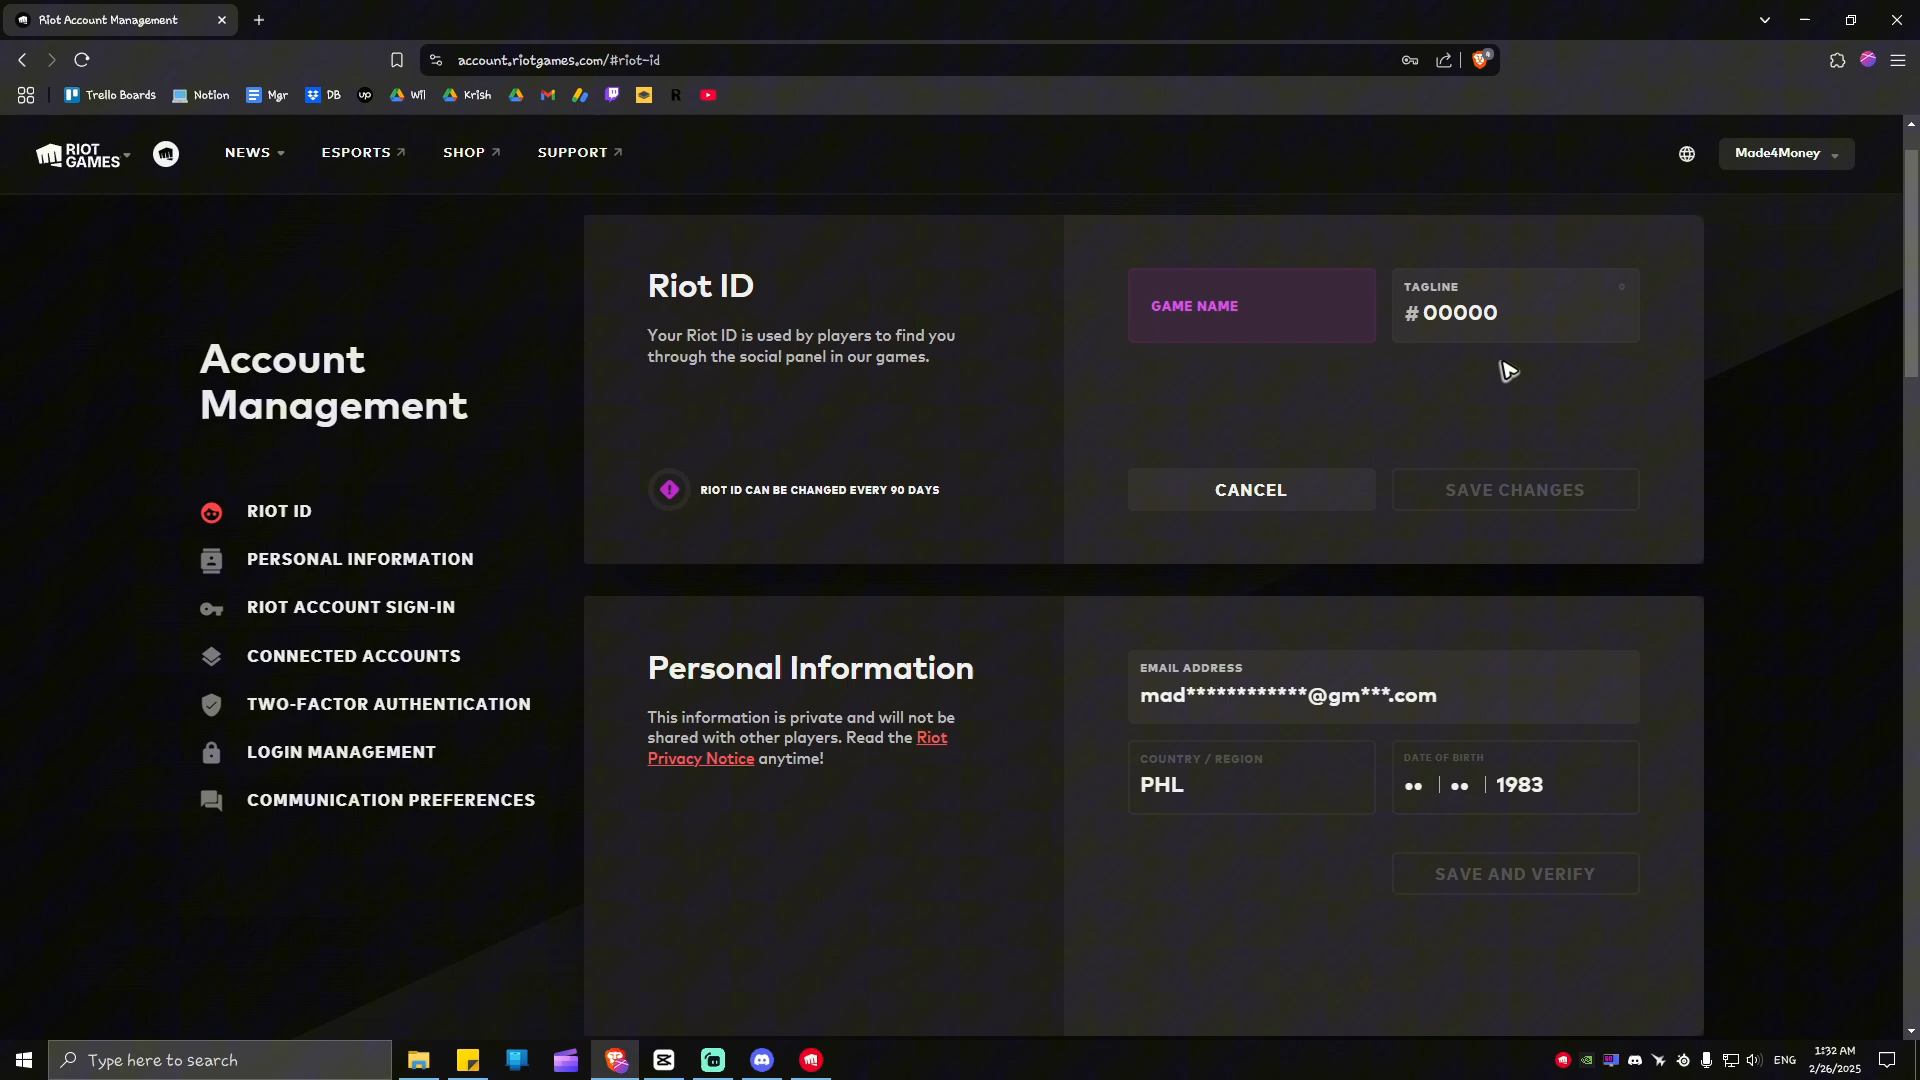 Riot Account Management
account.riotgames.com/#riot-id
4
Trello Boards
Notion
Mgr
DB
up
Wil
Krish
R
RIOT GAMES
NEWS
ESPORTS
SHOP
SUPPORT
Made4Money
Account
Management
RIOT ID
PERSONAL INFORMATION
RIOT ACCOUNT SIGN-IN
CONNECTED ACCOUNTS
TWO-FACTOR AUTHENTICATION
LOGIN MANAGEMENT
COMMUNICATION PREFERENCES
Riot ID
Your Riot ID is used by players to find you
through the social panel in our games.
RIOT ID CAN BE CHANGED EVERY 90 DAYS
GAME NAME
TAGLINE
#00000
CANCEL
SAVE CHANGES
Personal Information
This information is private and will not be
shared with other players. Read the Riot
Privacy Notice anytime!
EMAIL ADDRESS
mad************@gm***.com
COUNTRY / REGION
PHL
DATE OF BIRTH
•• | •• | 1983
SAVE AND VERIFY
Type here to search
ENG
1:32 AM
2/26/2025